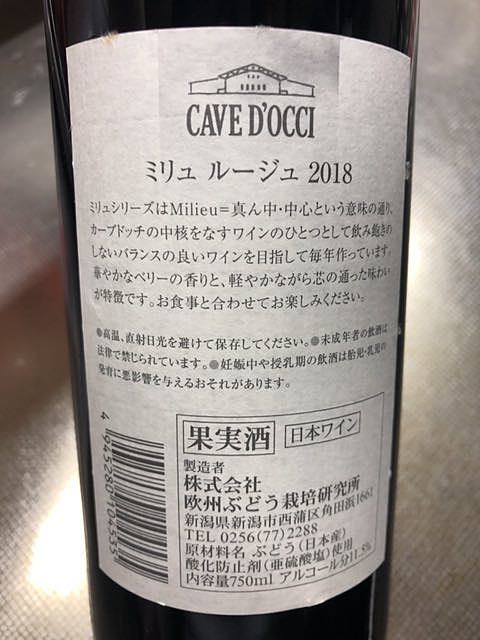 CAVE D'OCCI
ミリュ ルージュ 2018
ミリュシリーズはMilieu=真ん中・中心という意味の通り、
カーブドッチの中核をなすワインのひとつとして飲み飽きの
しないバランスの良いワインを目指して毎年作っています。
華やかなベリーの香りと、軽やかながら芯の通った味わい
が特徴です。お食事と合わせてお楽しみください。
●高温、直射日光を避けて保存してください。●未成年者の飲酒は
法律で禁じられています。●妊娠中や授乳期の飲酒は胎児・乳児の
発育に悪影響を与えるおそれがあります。
果実酒 日本ワイン
製造者
株式会社
欧州ぶどう栽培研究所
新潟県新潟市西蒲区角田浜1661
TEL 0256(77)2288
原材料名 ぶどう(日本産)
酸化防止剤(亜硫酸塩)使用
内容量750ml アルコール分11.5%
4 945280 104555